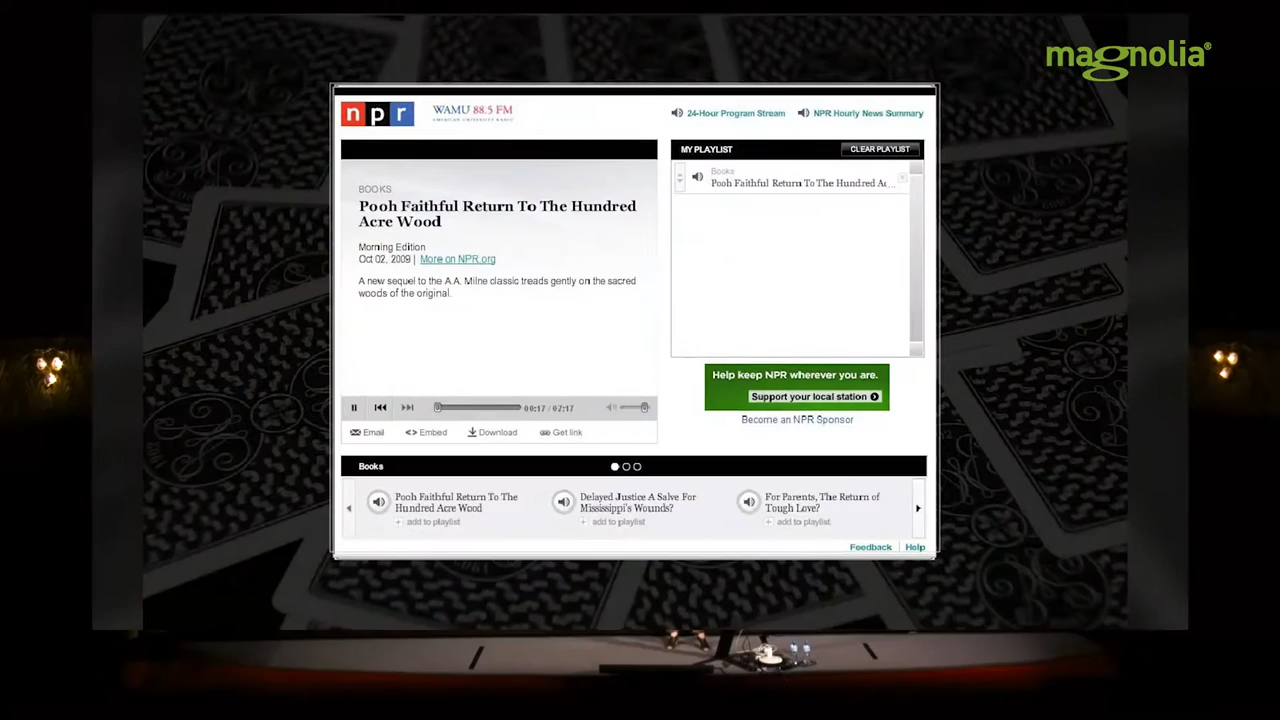 magnolia®
npr
WAMU 88.5 FM
AMERICAN UNIVERSITY RADIO
24-Hour Program Stream
NPR Hourly News Summary
BOOKS
Pooh Faithful Return To The Hundred
Acre Wood
Morning Edition
Oct 02, 2009 | More on NPR.org
A new sequel to the A.A. Milne classic treads gently on the sacred
woods of the original.
00:17 / 07:17
Email
<> Embed
Download
Get link
MY PLAYLIST
CLEAR PLAYLIST
Books
Pooh Faithful Return To The Hundred Ac...
Help keep NPR wherever you are.
Support your local station
Become an NPR Sponsor
Books
Pooh Faithful Return To The
Hundred Acre Wood
+ add to playlist
Delayed Justice A Salve For
Mississippi's Wounds?
+ add to playlist
For Parents, The Return of
Tough Love?
+ add to playlist
Feedback | Help